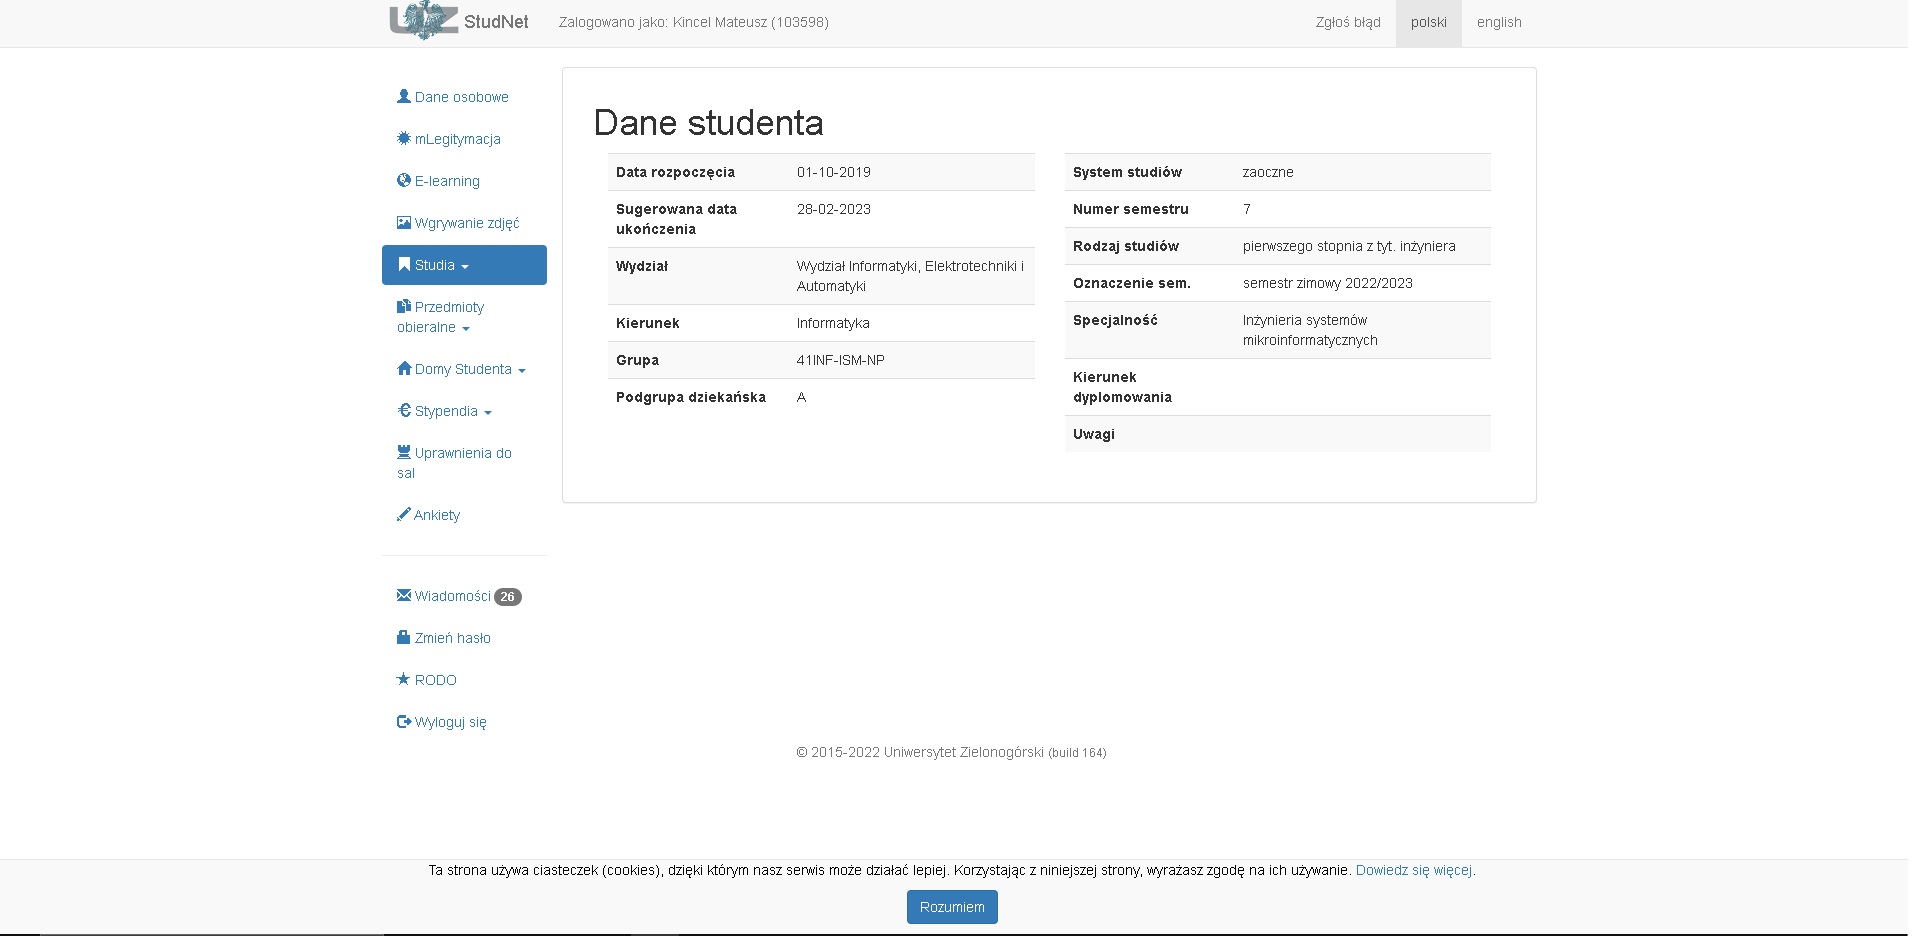 UZ StudNet Zalogowano jako: Kincel Mateusz (103598) Zgłoś błąd polski english
Dane osobowe
mLegitymacja
E-learning
Wgrywanie zdjęć
Studia
Przedmioty
obieralne
Domy Studenta
Stypendia
Uprawnienia do
sal
Ankiety
Wiadomości 26
Zmień hasło
RODO
Wyloguj się
Dane studenta
Data rozpoczęcia 01-10-2019
Sugerowana data 28-02-2023
ukończenia
Wydział Wydział Informatyki, Elektrotechniki i
Automatyki
Kierunek Informatyka
Grupa 41INF-ISM-NP
Podgrupa dziekańska A
System studiów zaoczne
Numer semestru 7
Rodzaj studiów pierwszego stopnia z tyt. inżyniera
Oznaczenie sem. semestr zimowy 2022/2023
Specjalność Inżynieria systemów
mikroinformatycznych
Kierunek
dyplomowania
Uwagi
© 2015-2022 Uniwersytet Zielonogórski (build 164)
Ta strona używa ciasteczek (cookies), dzięki którym nasz serwis może działać lepiej. Korzystając z niniejszej strony, wyrażasz zgodę na ich używanie. Dowiedz się więcej.
Rozumiem